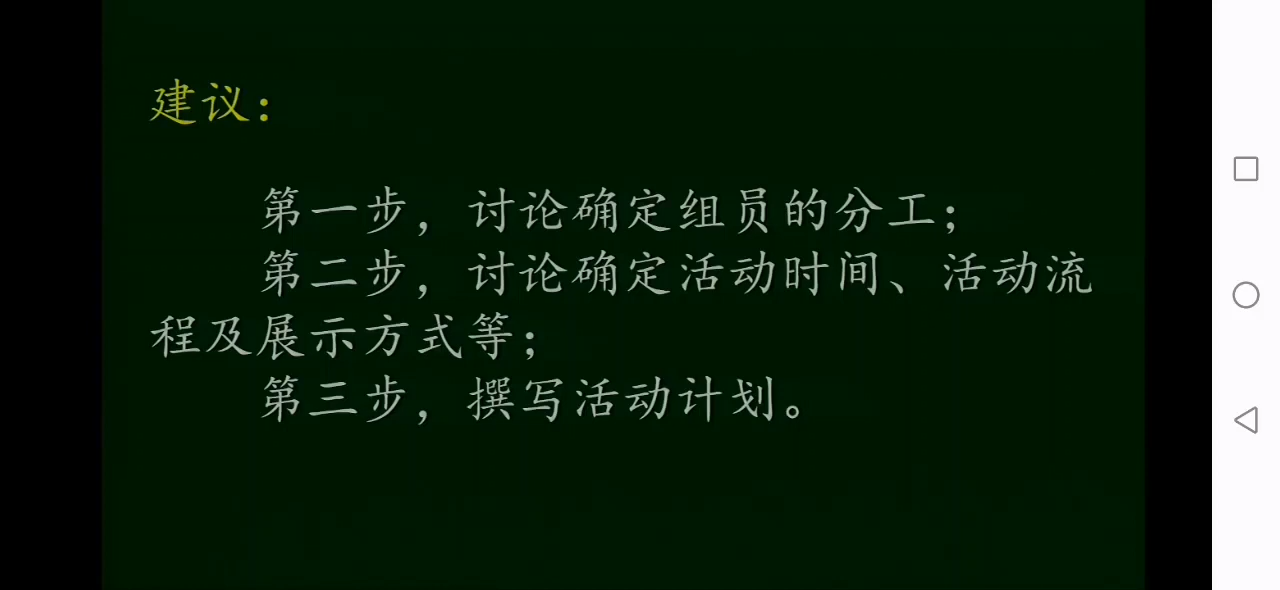 建议：
第一步，讨论确定组员的分工；
第二步，讨论确定活动时间、活动流
程及展示方式等；
第三步，撰写活动计划。